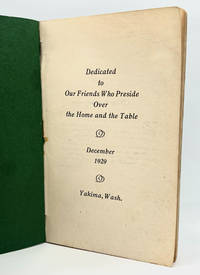 Dedicated
to
Our Friends Who Preside
Over
the Home and the Table
December
1929
Yakima, Wash.